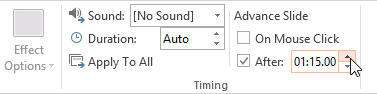 Effect
Options
Sound: [No Sound]
Duration: Auto
Apply To All
Advance Slide
On Mouse Click
After: 01:15.00
Timing